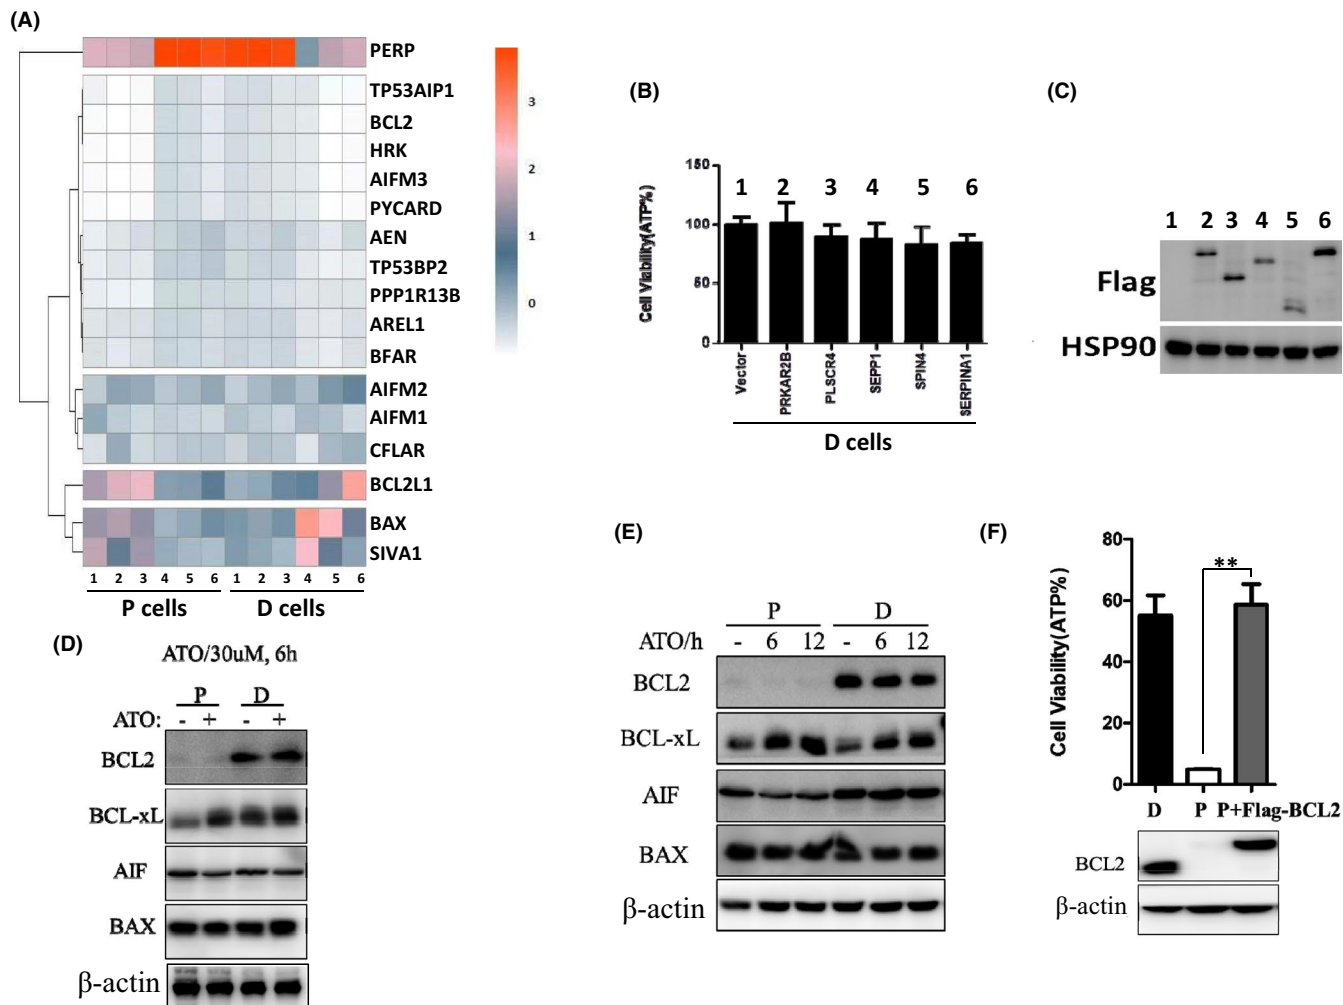 (A)
PERP
TP53AIP1
BCL2
HRK
AIFM3
PYCARD
AEN
TP53BP2
PPP1R13B
AREL1
BFAR
AIFM2
AIFM1
CFLAR
BCL2L1
BAX
SIVA1
3
2
1
0
1 2 3 4 5 6 1 2 3 4 5 6
P cells D cells
(B)
Cell Viability(ATP%)
150
100
50
0
1 2 3 4 5 6
Vector PRKAR2B PLSCR4 SEPP1 SPIN4 SERPINA1
D cells
(C)
1 2 3 4 5 6
Flag
HSP90
(D)
ATO/30uM, 6h
P D
ATO: - + - +
BCL2
BCL-xL
AIF
BAX
β-actin
(E)
P D
ATO/h - 6 12 - 6 12
BCL2
BCL-xL
AIF
BAX
β-actin
(F)
Cell Viability(ATP%)
80
60
40
20
0
**
D P P+Flag-BCL2
BCL2
β-actin